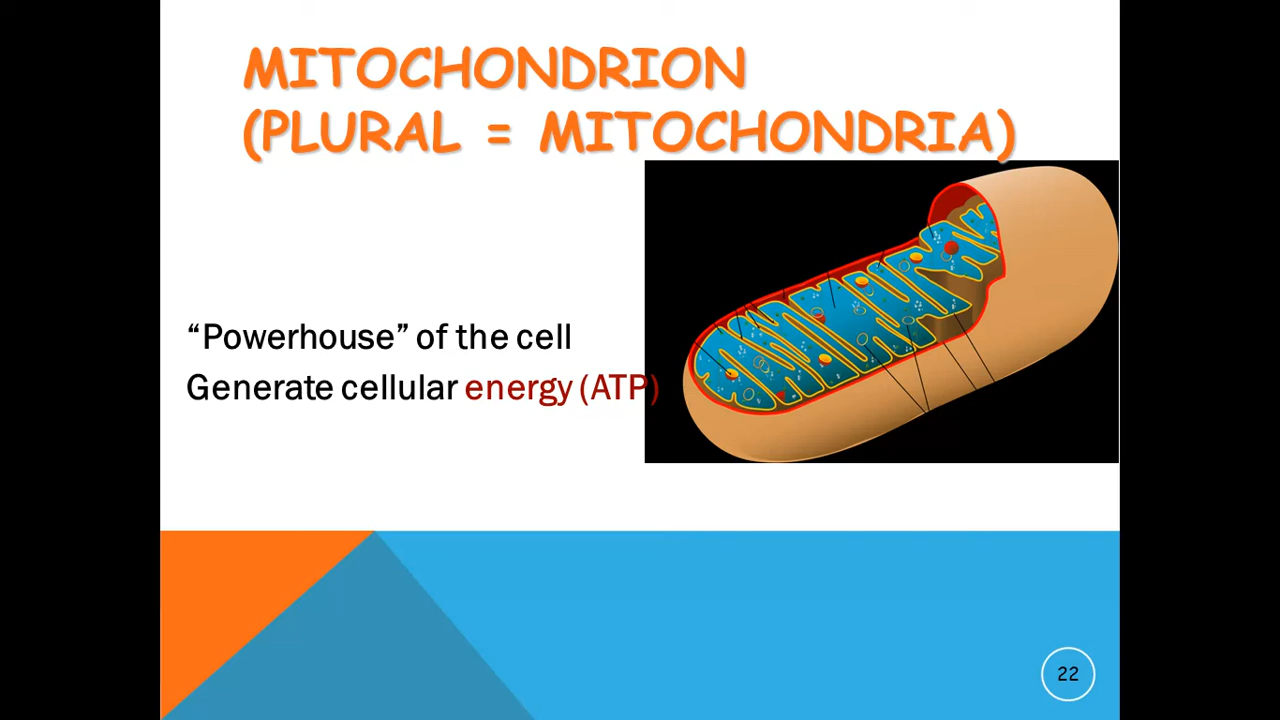 MITOCHONDRION
(PLURAL = MITOCHONDRIA)
“Powerhouse” of the cell
Generate cellular energy (ATP)
22